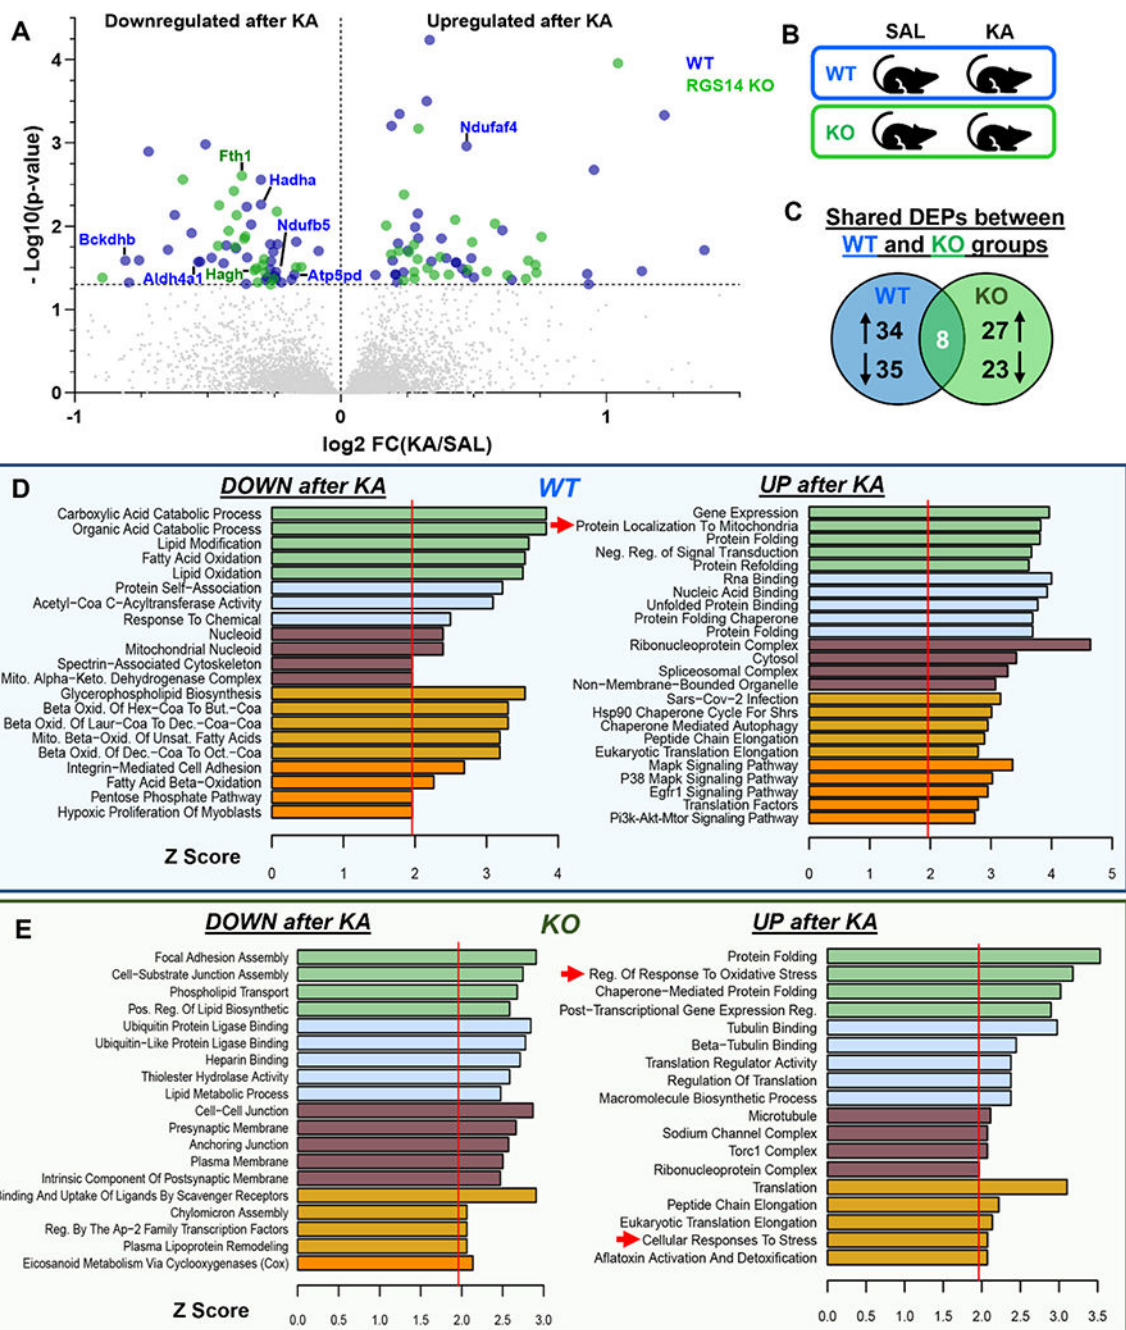 A
Downregulated after KA
Upregulated after KA
WT
RGS14 KO
- Log10(p-value)
4
3
2
1
0
Ndufaf4
Fth1
Hadha
Ndufb5
Bckdhb
Aldh4a1
Hagh
Atp5pd
-1
0
1
log2 FC(KA/SAL)
B
SAL
KA
WT
KO
C
Shared DEPs between
WT and KO groups
WT
KO
34
8
27
35
23
D
DOWN after KA
WT
UP after KA
Carboxylic Acid Catabolic Process
Organic Acid Catabolic Process
Lipid Modification
Fatty Acid Oxidation
Lipid Oxidation
Protein Self−Association
Acetyl−Coa C−Acyltransferase Activity
Response To Chemical
Nucleoid
Mitochondrial Nucleoid
Spectrin−Associated Cytoskeleton
Mito. Alpha−Keto. Dehydrogenase Complex
Glycerophospholipid Biosynthesis
Beta Oxid. Of Hex−Coa To But.−Coa
Beta Oxid. Of Laur−Coa To Dec.−Coa−Coa
Mito. Beta−Oxid. Of Unsat. Fatty Acids
Beta Oxid. Of Dec.−Coa To Oct.−Coa
Integrin−Mediated Cell Adhesion
Fatty Acid Beta−Oxidation
Pentose Phosphate Pathway
Hypoxic Proliferation Of Myoblasts
Z Score
0 1 2 3 4
Gene Expression
Protein Localization To Mitochondria
Protein Folding
Neg. Reg. of Signal Transduction
Protein Refolding
Rna Binding
Nucleic Acid Binding
Unfolded Protein Binding
Protein Folding Chaperone
Protein Folding
Ribonucleoprotein Complex
Cytosol
Spliceosomal Complex
Non−Membrane−Bounded Organelle
Sars−Cov−2 Infection
Hsp90 Chaperone Cycle For Shrs
Chaperone Mediated Autophagy
Peptide Chain Elongation
Eukaryotic Translation Elongation
Mapk Signaling Pathway
P38 Mapk Signaling Pathway
Egfr1 Signaling Pathway
Translation Factors
Pi3k−Akt−Mtor Signaling Pathway
0 1 2 3 4 5
E
DOWN after KA
KO
UP after KA
Focal Adhesion Assembly
Cell−Substrate Junction Assembly
Phospholipid Transport
Pos. Reg. Of Lipid Biosynthetic
Ubiquitin Protein Ligase Binding
Ubiquitin−Like Protein Ligase Binding
Heparin Binding
Thiolester Hydrolase Activity
Lipid Metabolic Process
Cell−Cell Junction
Presynaptic Membrane
Anchoring Junction
Plasma Membrane
Intrinsic Component Of Postsynaptic Membrane
Binding And Uptake Of Ligands By Scavenger Receptors
Chylomicron Assembly
Reg. By The Ap−2 Family Transcription Factors
Plasma Lipoprotein Remodeling
Eicosanoid Metabolism Via Cyclooxygenases (Cox)
Z Score
0.0 0.5 1.0 1.5 2.0 2.5 3.0
Protein Folding
Reg. Of Response To Oxidative Stress
Chaperone−Mediated Protein Folding
Post−Transcriptional Gene Expression Reg.
Tubulin Binding
Beta−Tubulin Binding
Translation Regulator Activity
Regulation Of Translation
Macromolecule Biosynthetic Process
Microtubule
Sodium Channel Complex
Torc1 Complex
Ribonucleoprotein Complex
Translation
Peptide Chain Elongation
Eukaryotic Translation Elongation
Cellular Responses To Stress
Aflatoxin Activation And Detoxification
0.0 0.5 1.0 1.5 2.0 2.5 3.0 3.5